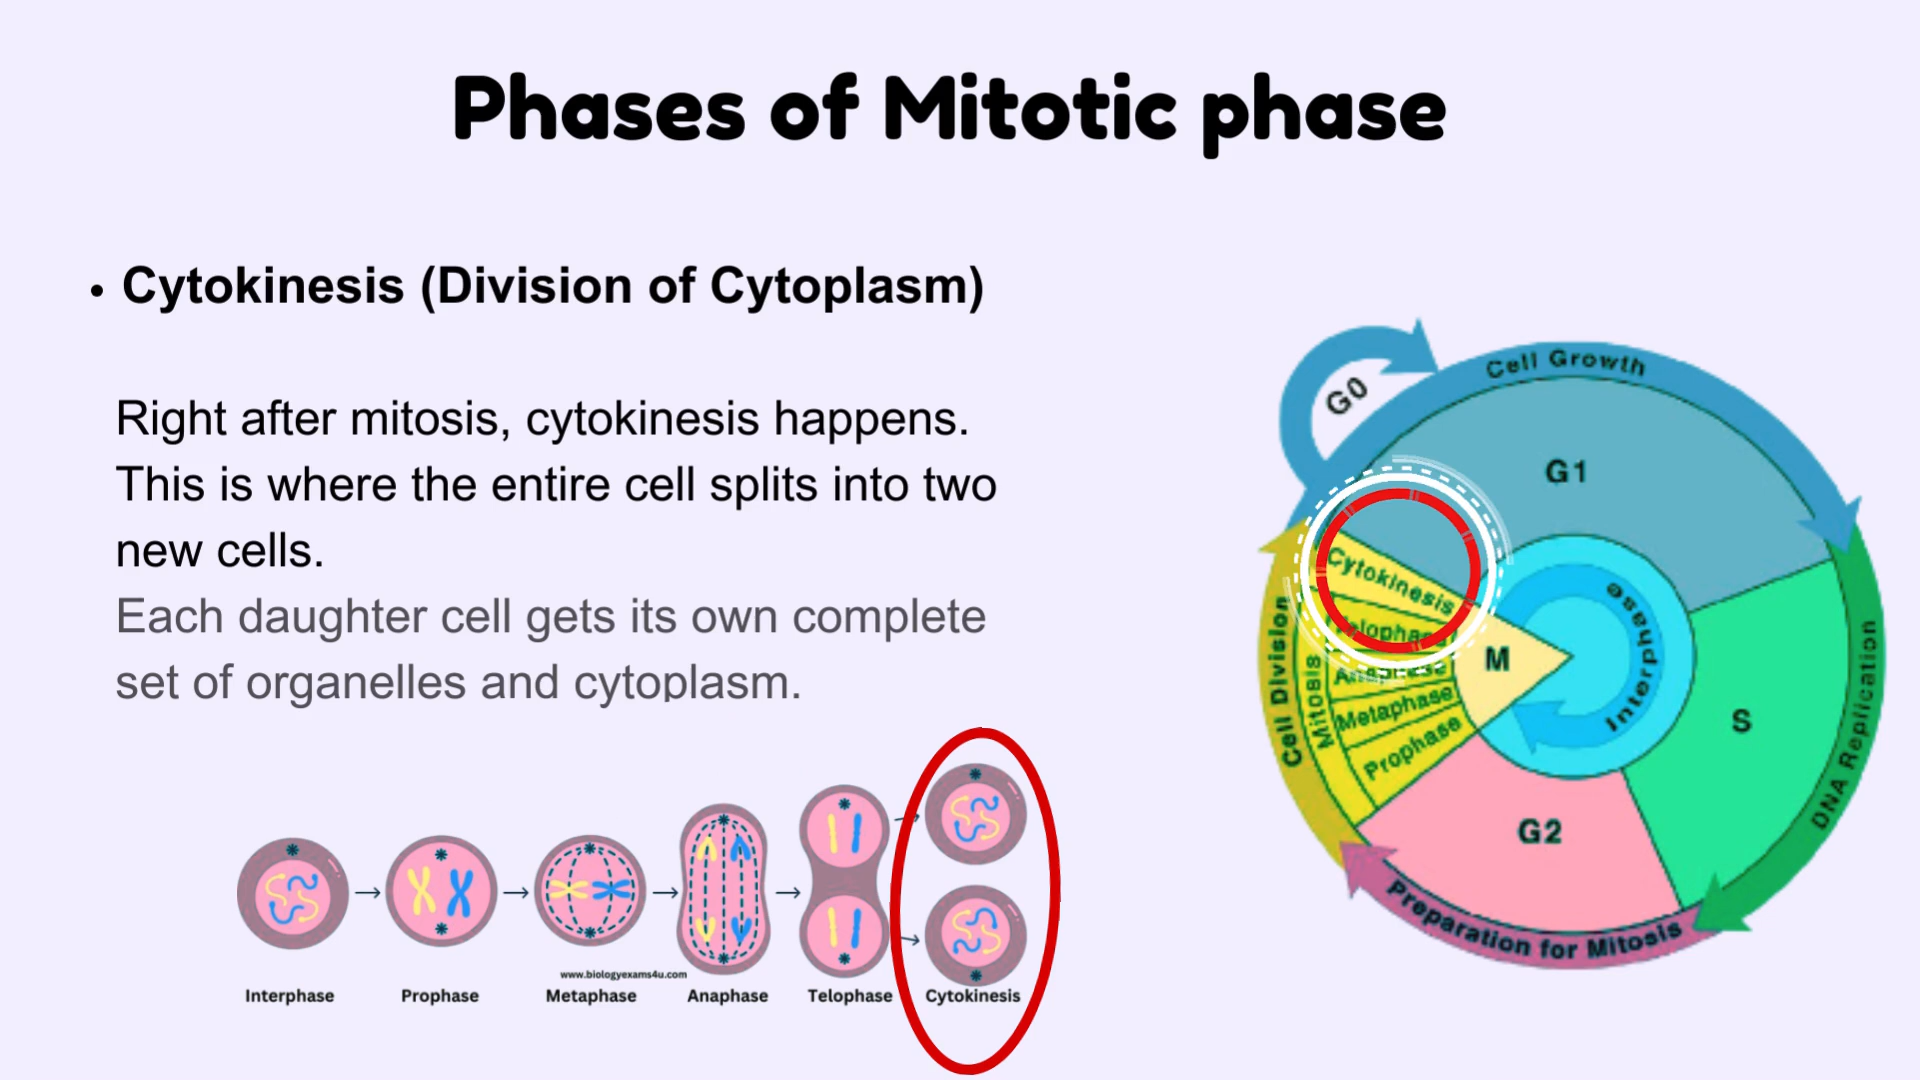 Phases of Mitotic phase
• Cytokinesis (Division of Cytoplasm)
Right after mitosis, cytokinesis happens.
This is where the entire cell splits into two
new cells.
Each daughter cell gets its own complete
set of organelles and cytoplasm.
www.biologyexams4u.com
Interphase
Prophase
Metaphase
Anaphase
Telophase
Cytokinesis
G0
Cell Growth
G1
Cytokinesis
Telophase
Anaphase
Metaphase
Prophase
Mitosis
Cell Division
M
Interphase
S
DNA Replication
G2
Preparation for Mitosis